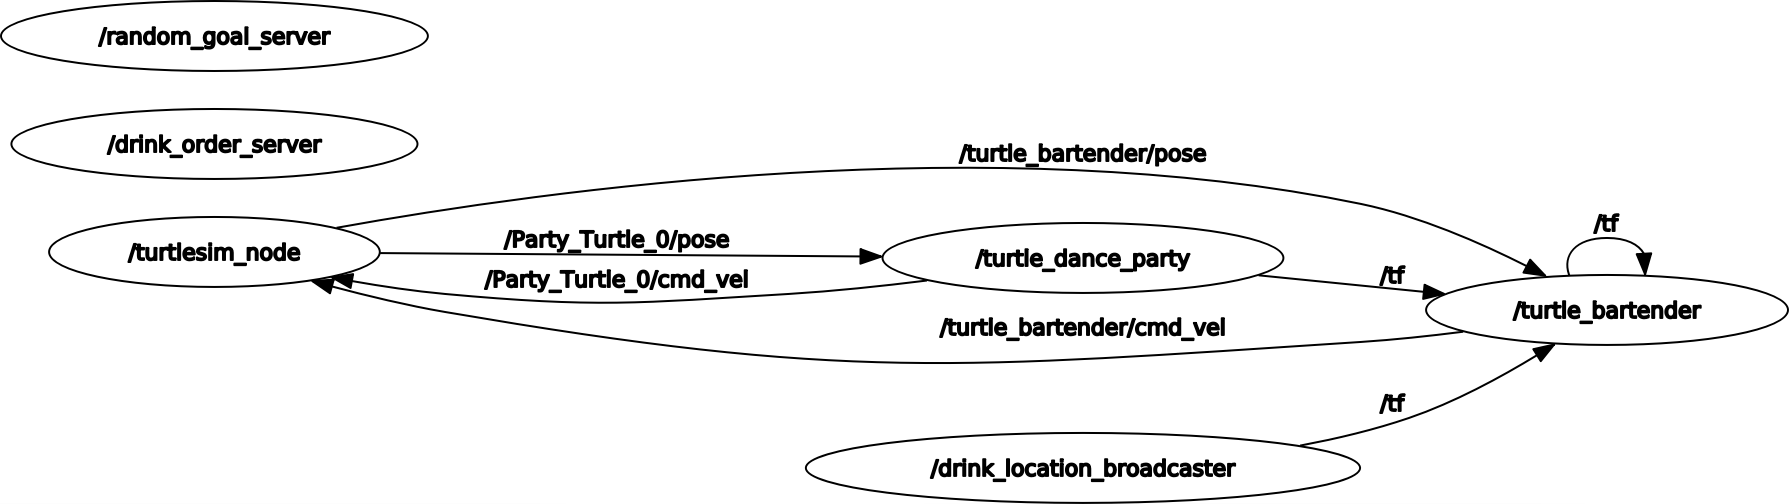 /random_goal_server
/drink_order_server
/turtle_bartender/pose
/tf
/Party_Turtle_0/pose
/turtlesim_node
/turtle_dance_party
/tf
/Party_Turtle_0/cmd_vel
/turtle_bartender
/turtle_bartender/cmd_vel
/tf
/drink_location_broadcaster